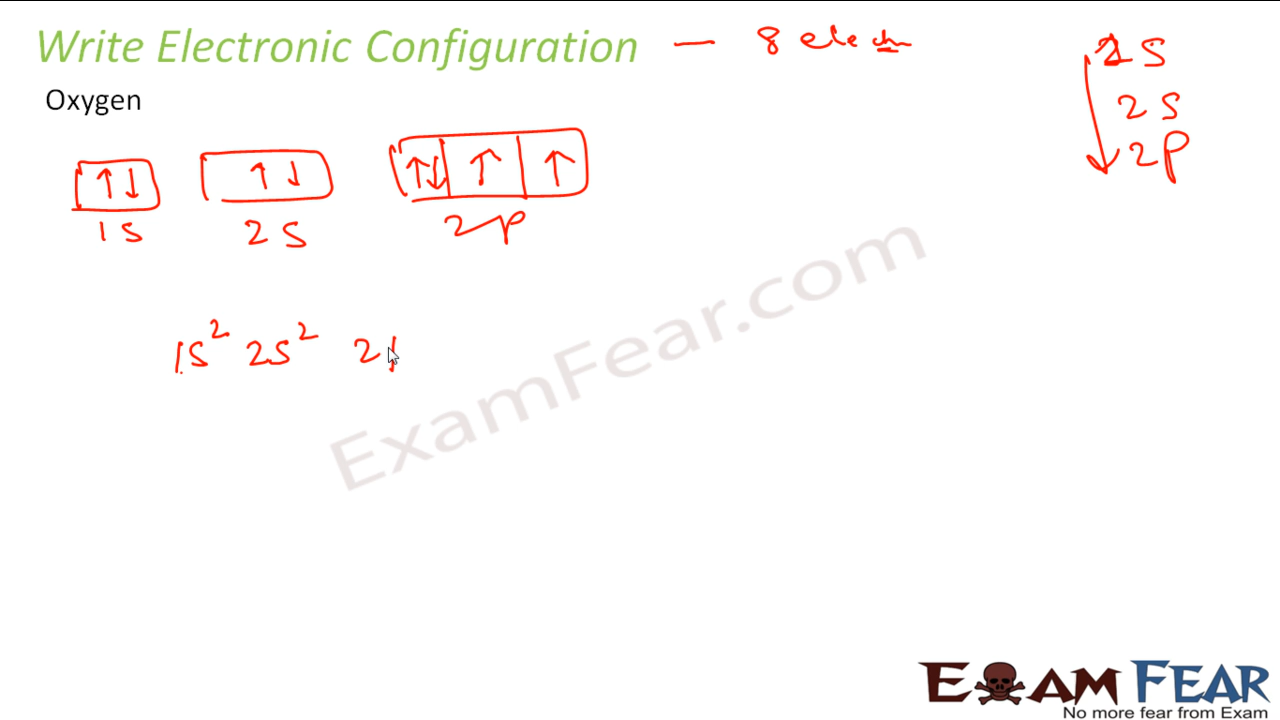 Write Electronic Configuration — 8 elec
Oxygen
2s
2s
2p
↑↓ ↑↓ ↑↓ ↑ ↑
1s 2s 2p
1s² 2s² 2
ExamFear.com
EXAM FEAR
No more fear from Exam